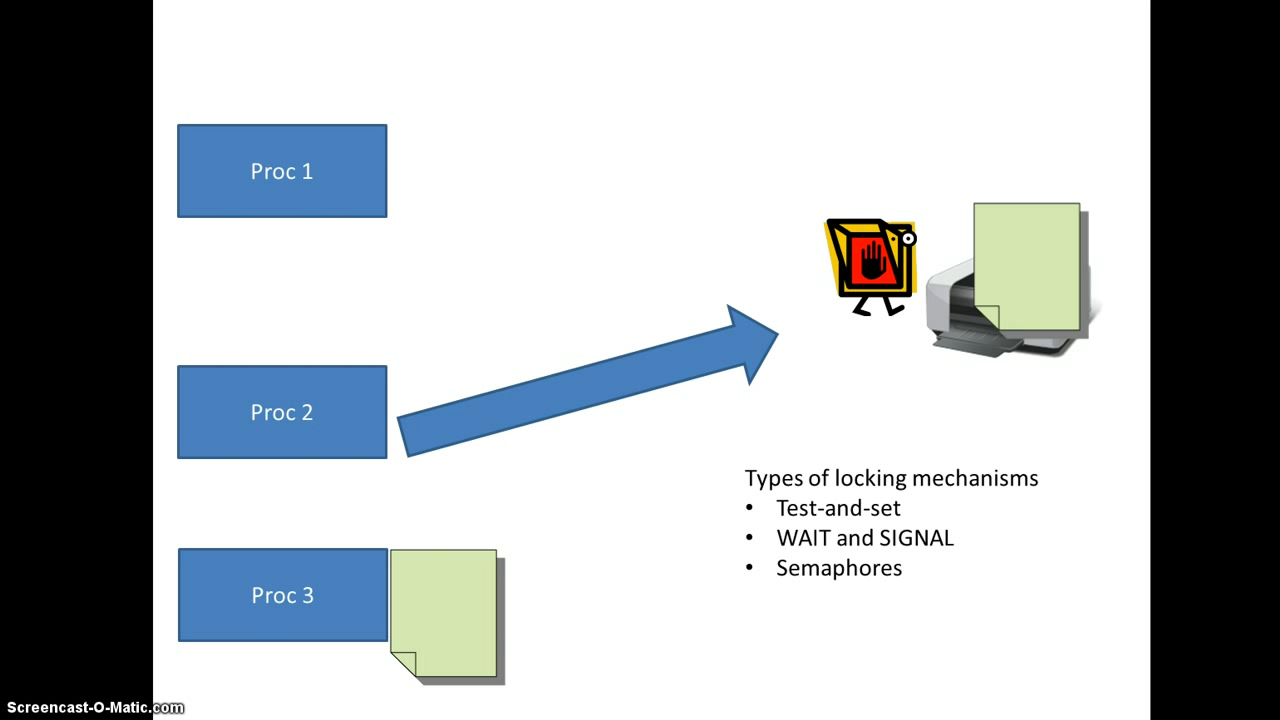 Proc 1
Proc 2
Proc 3
Types of locking mechanisms
• Test-and-set
• WAIT and SIGNAL
• Semaphores
Screencast-O-Matic.com